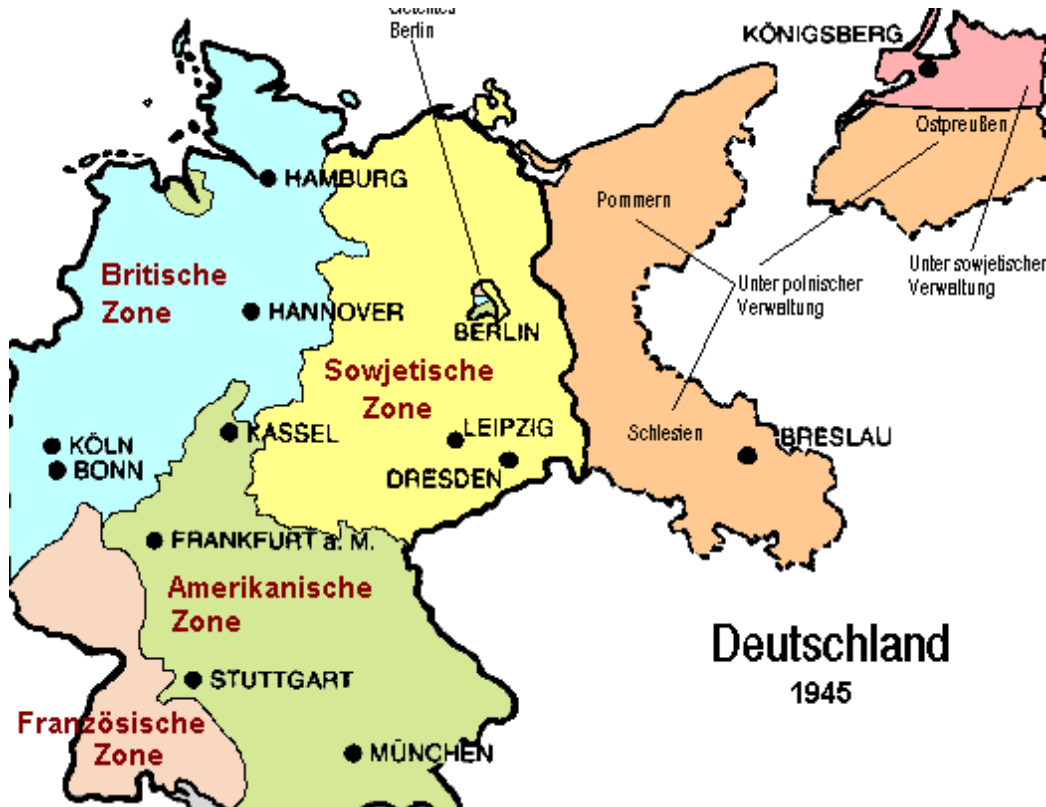 Berlin
KÖNIGSBERG
Ostpreußen
HAMBURG
Pommern
Britische
Zone
Unter polnischer
Verwaltung
Unter sowjetischer
Verwaltung
HANNOVER
BERLIN
Sowjetische
Zone
KASSEL
LEIPZIG
Schlesien
BRESLAU
KÖLN
BONN
DRESDEN
FRANKFURT a. M.
Amerikanische
Zone
Deutschland
1945
STUTTGART
Französische
Zone
MÜNCHEN